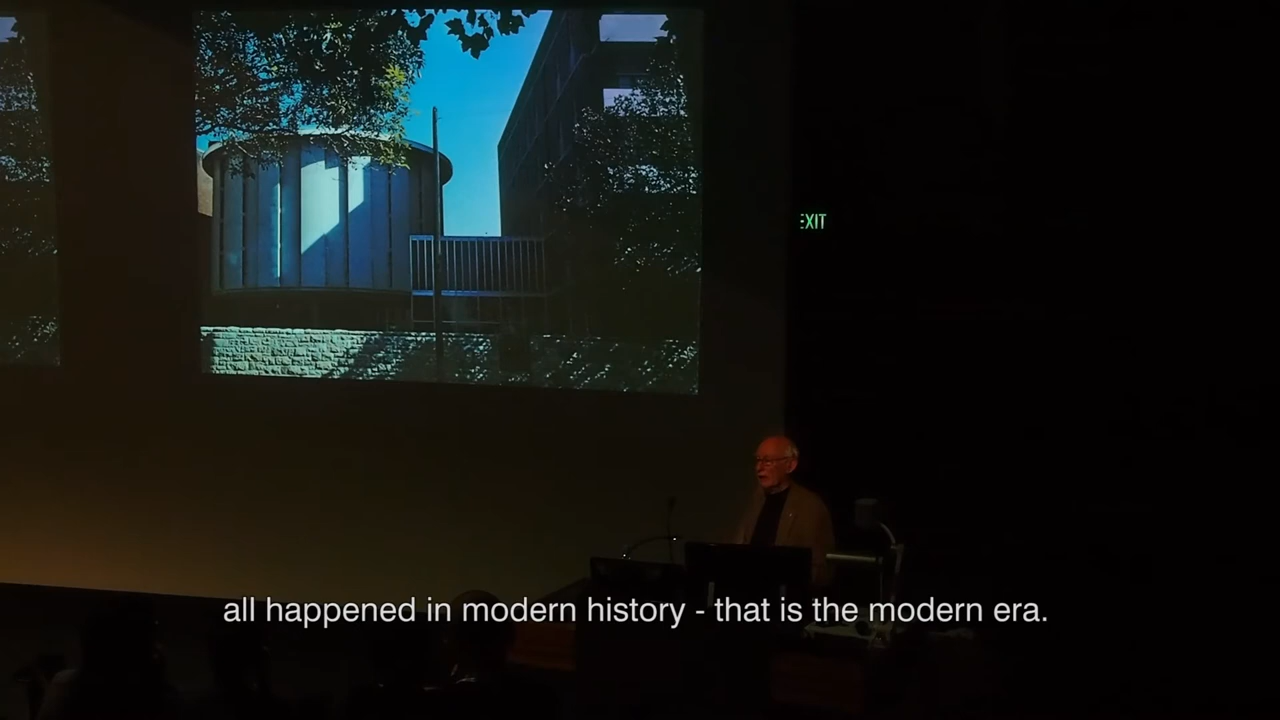 EXIT
all happened in modern history - that is the modern era.